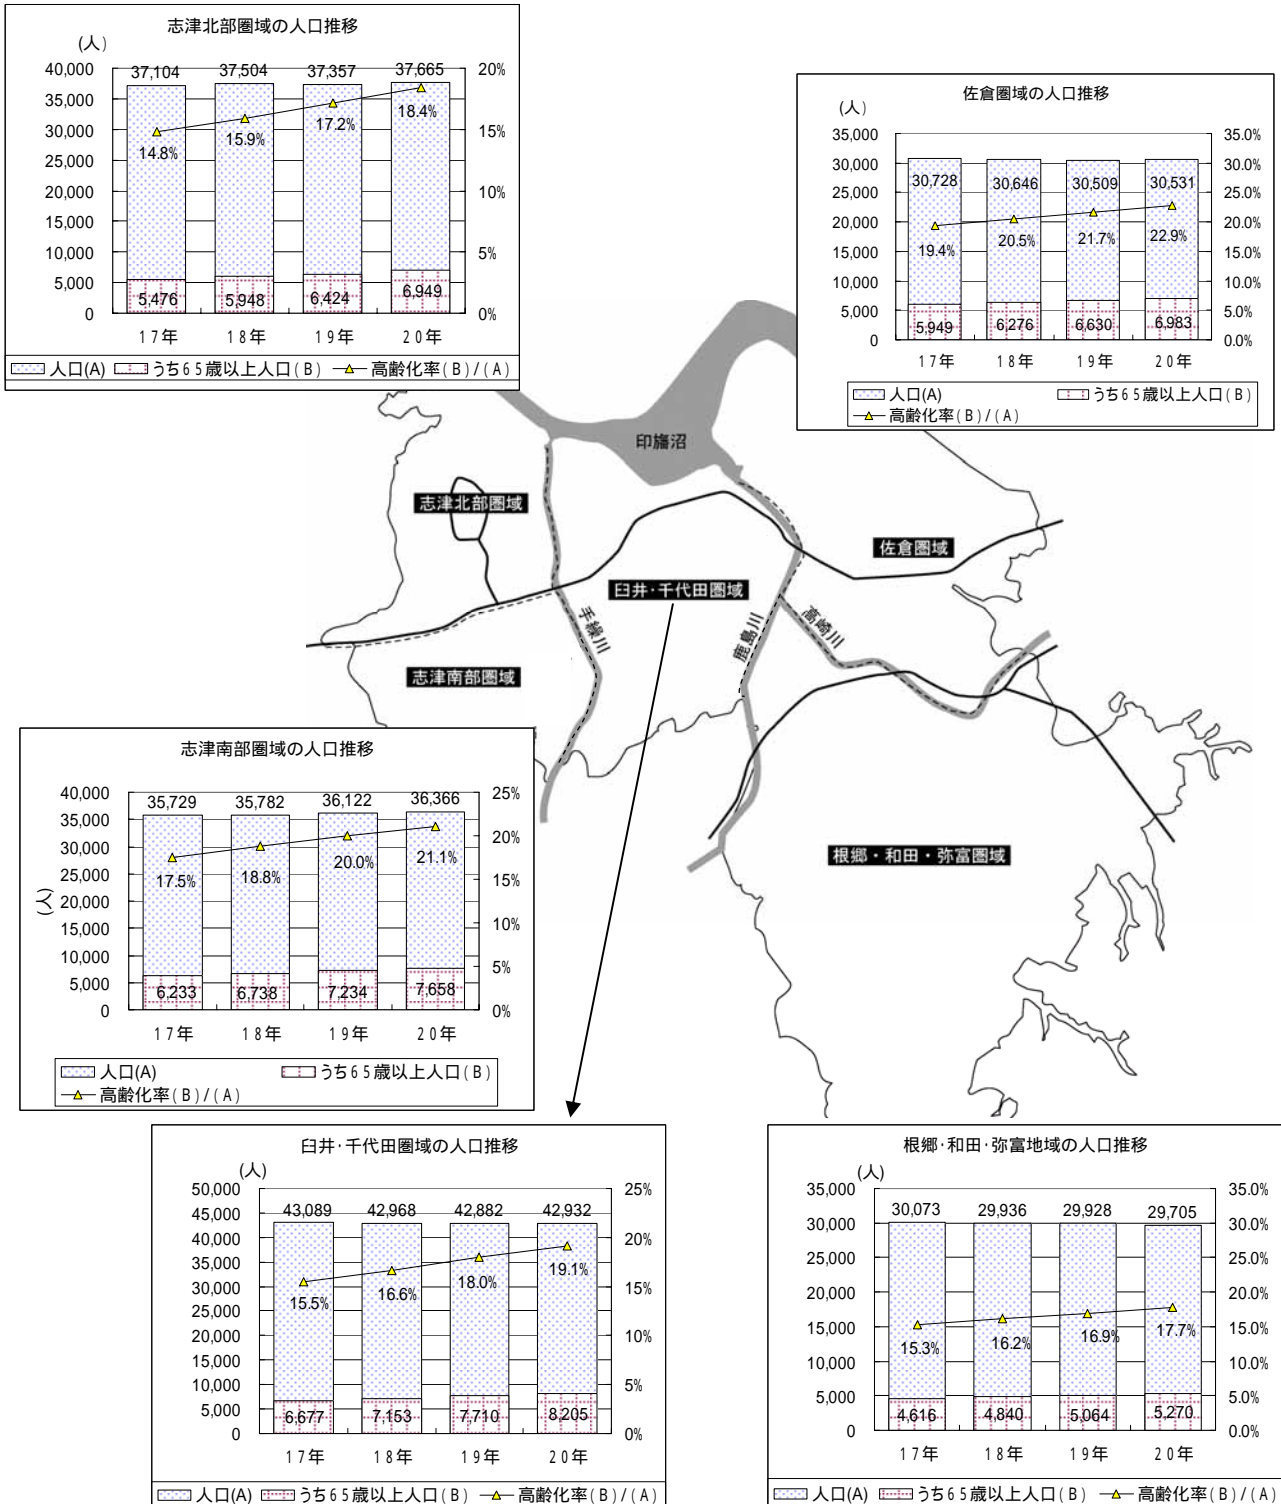 志津北部圏域の人口推移
(人)
37,104 37,504 37,357 37,665
40,000
35,000
30,000
25,000
20,000
15,000
10,000
5,000
0
20%
15%
10%
5%
0%
14.8% 15.9% 17.2% 18.4%
5,476 5,948 6,424 6,949
17年 18年 19年 20年
人口(A) うち65歳以上人口(B) 高齢化率(B)/(A)
佐倉圏域の人口推移
(人)
35,000
30,000
25,000
20,000
15,000
10,000
5,000
0
35.0%
30.0%
25.0%
20.0%
15.0%
10.0%
5.0%
0.0%
30,728 30,646 30,509 30,531
19.4% 20.5% 21.7% 22.9%
5,949 6,276 6,630 6,983
17年 18年 19年 20年
人口(A) うち65歳以上人口(B)
高齢化率(B)/(A)
印旛沼
志津北部圏域
佐倉圏域
臼井・千代田圏域
手繰川
鹿島川
高崎川
志津南部圏域
根郷・和田・弥富圏域
志津南部圏域の人口推移
(人)
40,000
35,000
30,000
25,000
20,000
15,000
10,000
5,000
0
25%
20%
15%
10%
5%
0%
35,729 35,782 36,122 36,366
17.5% 18.8% 20.0% 21.1%
6,233 6,738 7,234 7,658
17年 18年 19年 20年
人口(A) うち65歳以上人口(B)
高齢化率(B)/(A)
臼井・千代田圏域の人口推移
(人)
50,000
45,000
40,000
35,000
30,000
25,000
20,000
15,000
10,000
5,000
0
25%
20%
15%
10%
5%
0%
43,089 42,968 42,882 42,932
15.5% 16.6% 18.0% 19.1%
6,677 7,153 7,710 8,205
17年 18年 19年 20年
人口(A) うち65歳以上人口(B) 高齢化率(B)/(A)
根郷・和田・弥富地域の人口推移
(人)
35,000
30,000
25,000
20,000
15,000
10,000
5,000
0
35.0%
30.0%
25.0%
20.0%
15.0%
10.0%
5.0%
0.0%
30,073 29,936 29,928 29,705
15.3% 16.2% 16.9% 17.7%
4,616 4,840 5,064 5,270
17年 18年 19年 20年
人口(A) うち65歳以上人口(B) 高齢化率(B)/(A)